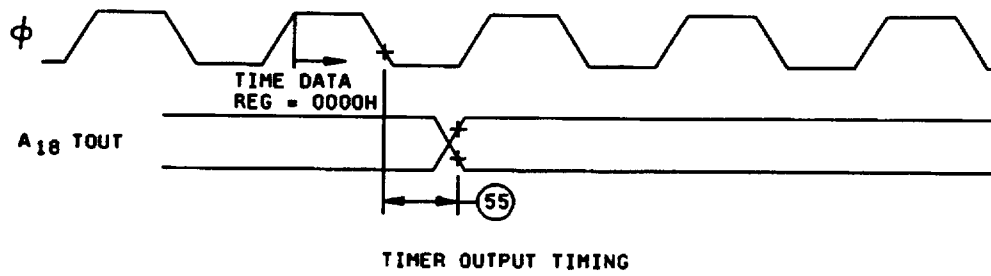 ϕ
TIME DATA
REG = 0000H
A18 TOUT
55
TIMER OUTPUT TIMING